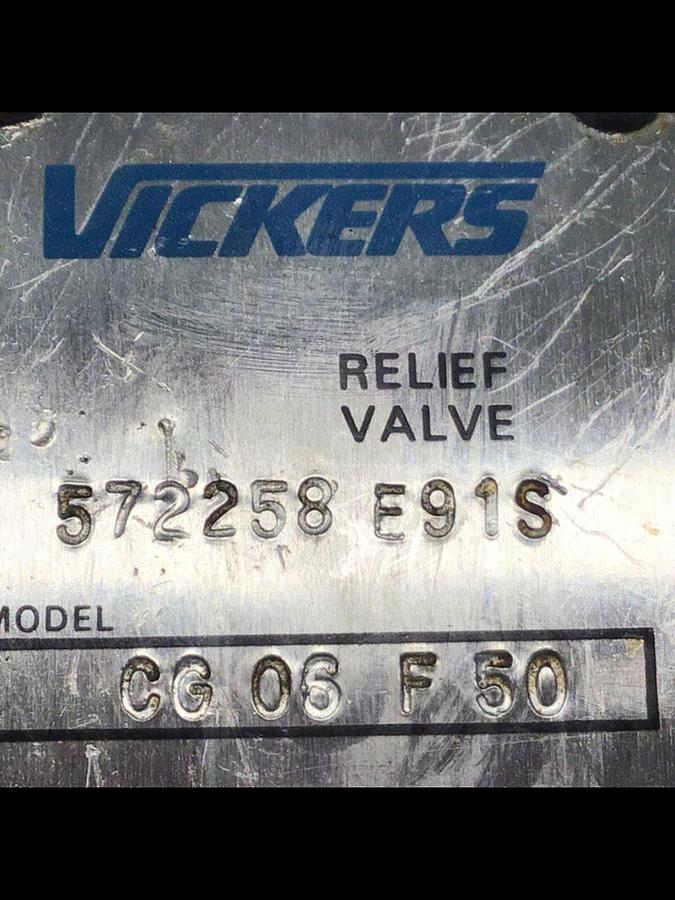 VICKERS
RELIEF
VALVE
572258 E91S
MODEL
CG 06 F 50